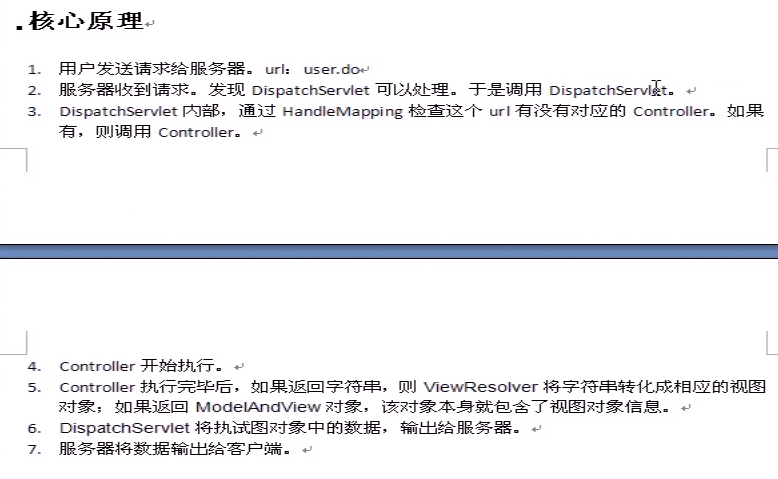 .核心原理
1. 用户发送请求给服务器。url：user.do
2. 服务器收到请求。发现 DispatchServlet 可以处理。于是调用 DispatchServlet。
3. DispatchServlet 内部，通过 HandleMapping 检查这个 url 有没有对应的 Controller。如果
有，则调用 Controller。
4. Controller 开始执行。
5. Controller 执行完毕后，如果返回字符串，则 ViewResolver 将字符串转化成相应的视图
对象；如果返回 ModelAndView 对象，该对象本身就包含了视图对象信息。
6. DispatchServlet 将执试图对象中的数据，输出给服务器。
7. 服务器将数据输出给客户端。